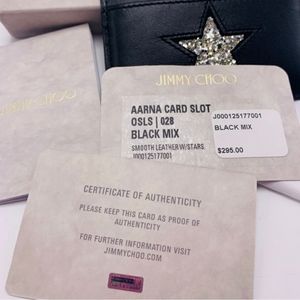 JIMMY CHOO
JIMMY CHOO
AARNA CARD SLOT
OSLS | 028
BLACK MIX
SMOOTH LEATHER W/STARS
J000125177001
J000125177001
BLACK MIX
$295.00
CERTIFICATE OF AUTHENTICITY
PLEASE KEEP THIS CARD AS PROOF OF
AUTHENTICITY
FOR FURTHER INFORMATION VISIT
JIMMYCHOO.COM